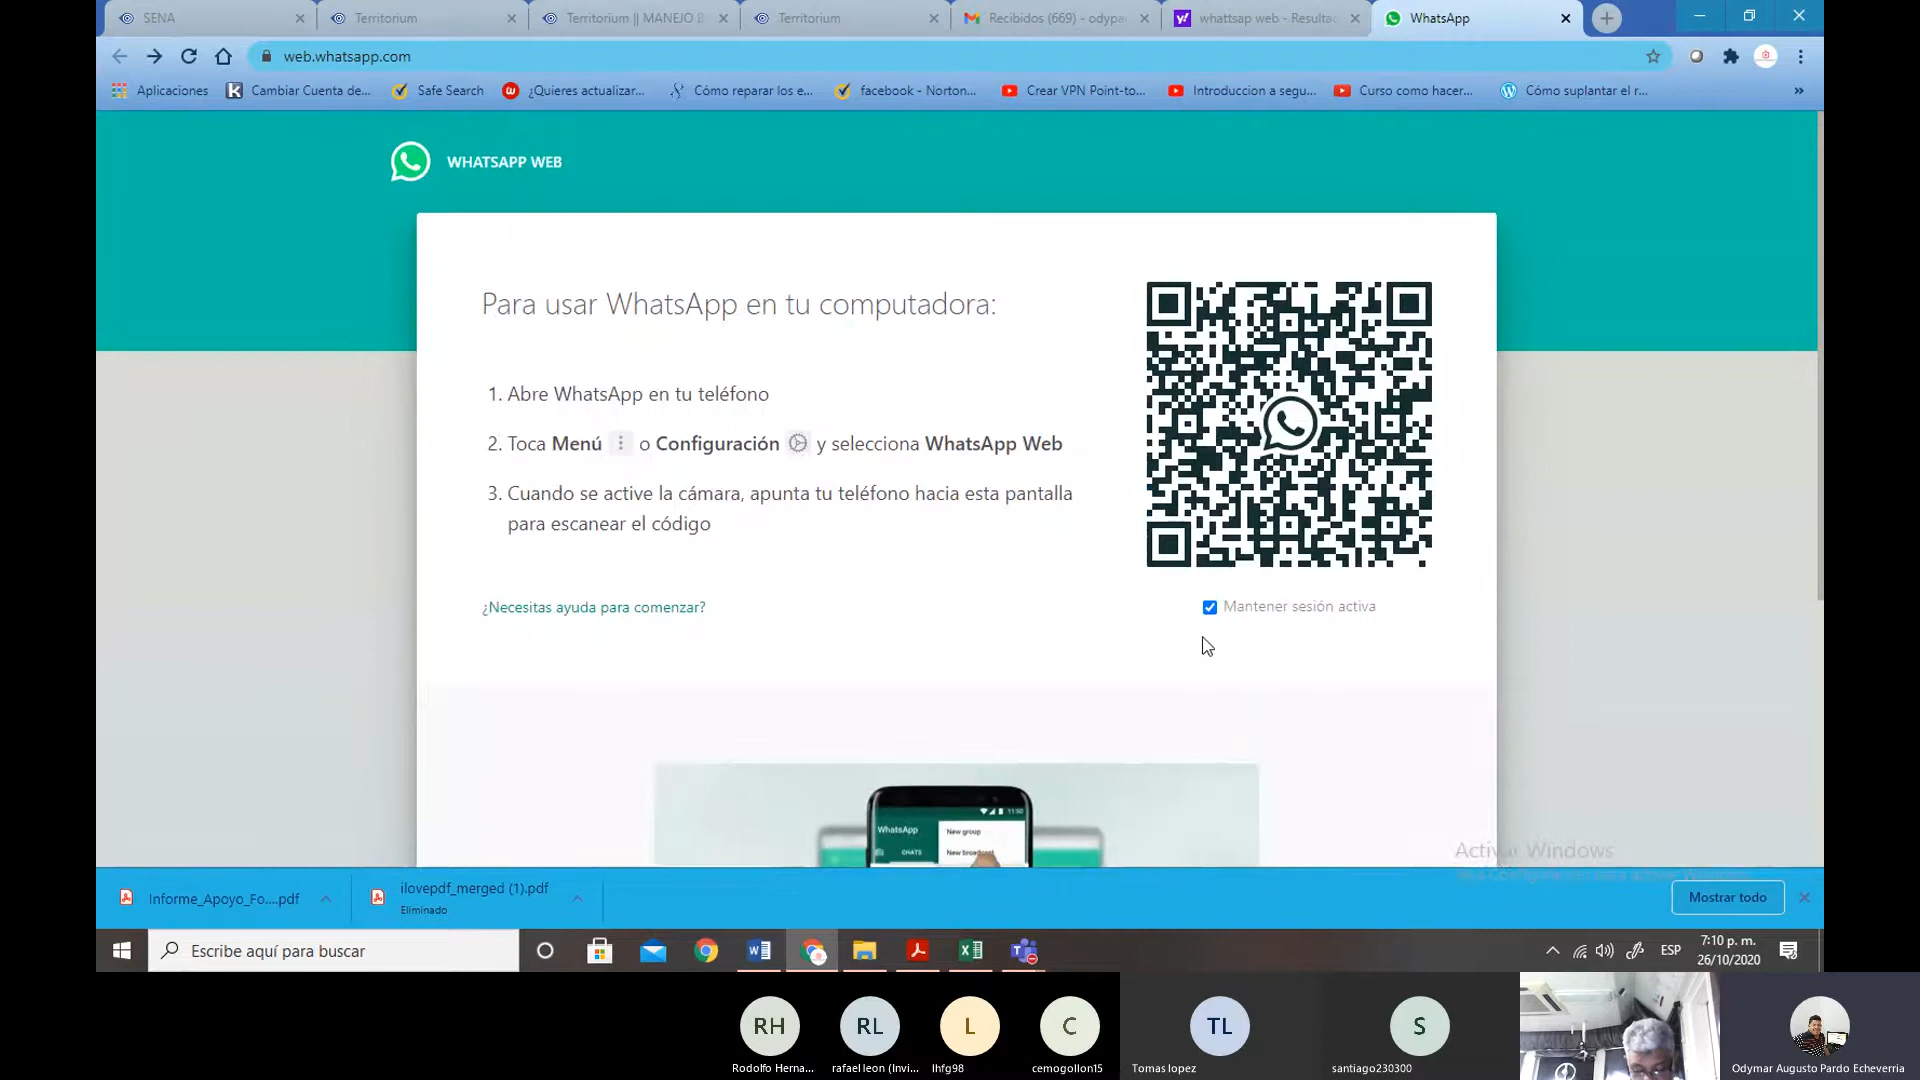 SENA
Territorium
Territorium || MANEJO B
Territorium
Recibidos (669) - odypa
whattsap web - Resulta
WhatsApp
web.whatsapp.com
Aplicaciones
Cambiar Cuenta de...
Safe Search
¿Quieres actualizar...
Cómo reparar los e...
facebook - Norton...
Crear VPN Point-to...
Introduccion a segu...
Curso como hacer...
Cómo suplantar el r...
»
WHATSAPP WEB
Para usar WhatsApp en tu computadora:
1. Abre WhatsApp en tu teléfono
2. Toca Menú o Configuración y selecciona WhatsApp Web
3. Cuando se active la cámara, apunta tu teléfono hacia esta pantalla
para escanear el código
¿Necesitas ayuda para comenzar?
Mantener sesión activa
11:50
WhatsApp
New group
CHATS
New broadcast
Activar Windows
Informe_Apoyo_Fo....pdf
ilovepdf_merged (1).pdf
Eliminado
Mostrar todo
Escribe aquí para buscar
ESP
7:10 p. m.
26/10/2020
RH
RL
L
C
TL
S
Rodolfo Herna...
rafael leon (Invi...
lhfg98
cemogollon15
Tomas lopez
santiago230300
Odymar Augusto Pardo Echeverria